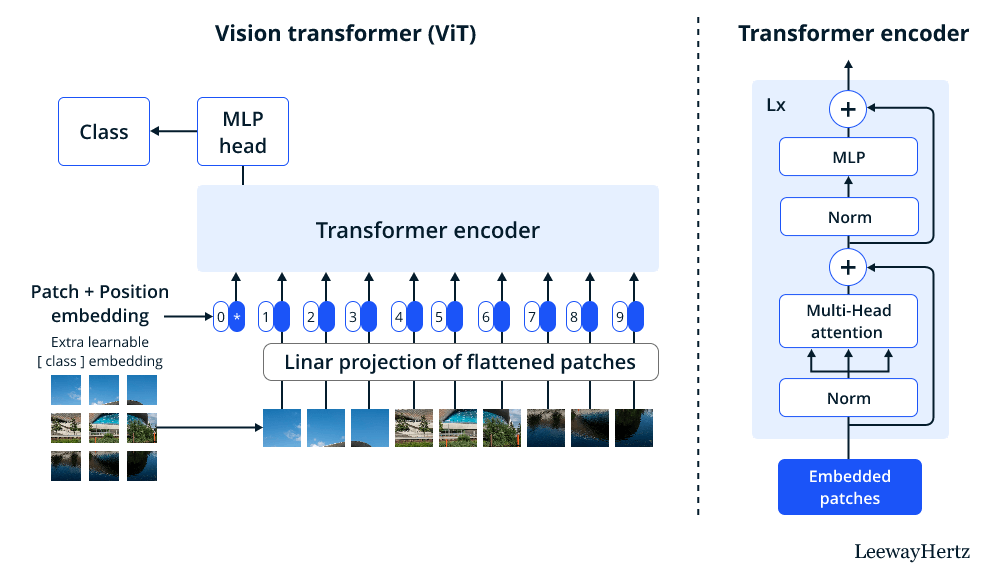 Vision transformer (ViT)
Class
MLP
head
Transformer encoder
Patch + Position
embedding
0 * 1 2 3 4 5 6 7 8 9
Extra learnable
[ class ] embedding
Linar projection of flattened patches
Transformer encoder
Lx
+
MLP
Norm
+
Multi-Head
attention
Norm
Embedded
patches
LeewayHertz